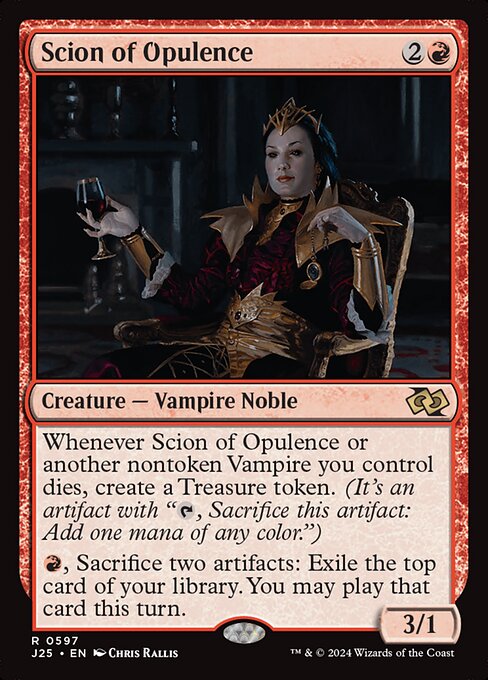 Scion of Opulence 2
Creature — Vampire Noble
Whenever Scion of Opulence or
another nontoken Vampire you control
dies, create a Treasure token. (It's an
artifact with “, Sacrifice this artifact:
Add one mana of any color.”)
, Sacrifice two artifacts: Exile the top
card of your library. You may play that
card this turn.
3/1
R 0597
J25 • EN Chris Rallis
™ & © 2024 Wizards of the Coast